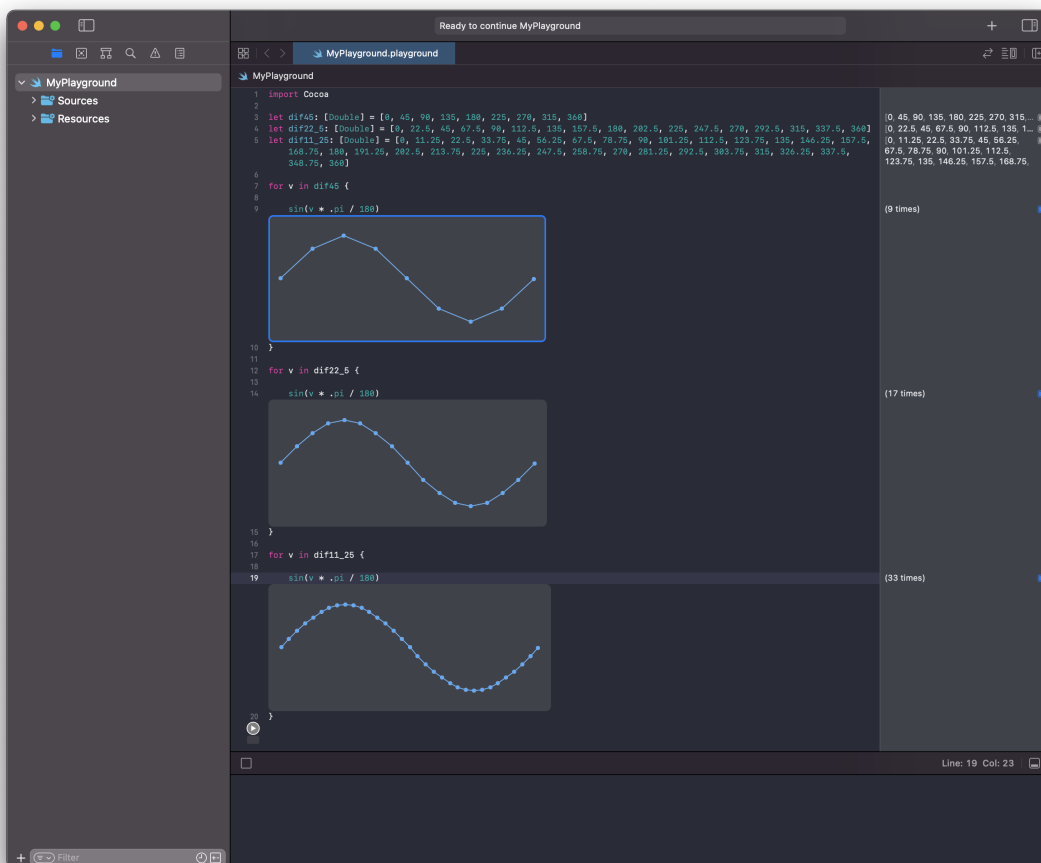 Ready to continue MyPlayground
MyPlayground.playground
MyPlayground
MyPlayground
Sources
Resources
1 import Cocoa
2
3 let dif45: [Double] = [0, 45, 90, 135, 180, 225, 270, 315, 360]
[0, 45, 90, 135, 180, 225, 270, 315,...
4 let dif22_5: [Double] = [0, 22.5, 45, 67.5, 90, 112.5, 135, 157.5, 180, 202.5, 225, 247.5, 270, 292.5, 315, 337.5, 360]
[0, 22.5, 45, 67.5, 90, 112.5, 135, 1...
5 let dif11_25: [Double] = [0, 11.25, 22.5, 33.75, 45, 56.25, 67.5, 78.75, 90, 101.25, 112.5, 123.75, 135, 146.25, 157.5,
168.75, 180, 191.25, 202.5, 213.75, 225, 236.25, 247.5, 258.75, 270, 281.25, 292.5, 303.75, 315, 326.25, 337.5,
348.75, 360]
[0, 11.25, 22.5, 33.75, 45, 56.25,
67.5, 78.75, 90, 101.25, 112.5,
123.75, 135, 146.25, 157.5, 168.75,
6
7 for v in dif45 {
8
9 sin(v * .pi / 180)
(9 times)
10 }
11
12 for v in dif22_5 {
13
14 sin(v * .pi / 180)
(17 times)
15 }
16
17 for v in dif11_25 {
18
19 sin(v * .pi / 180)
(33 times)
20 }
Line: 19 Col: 23
Filter